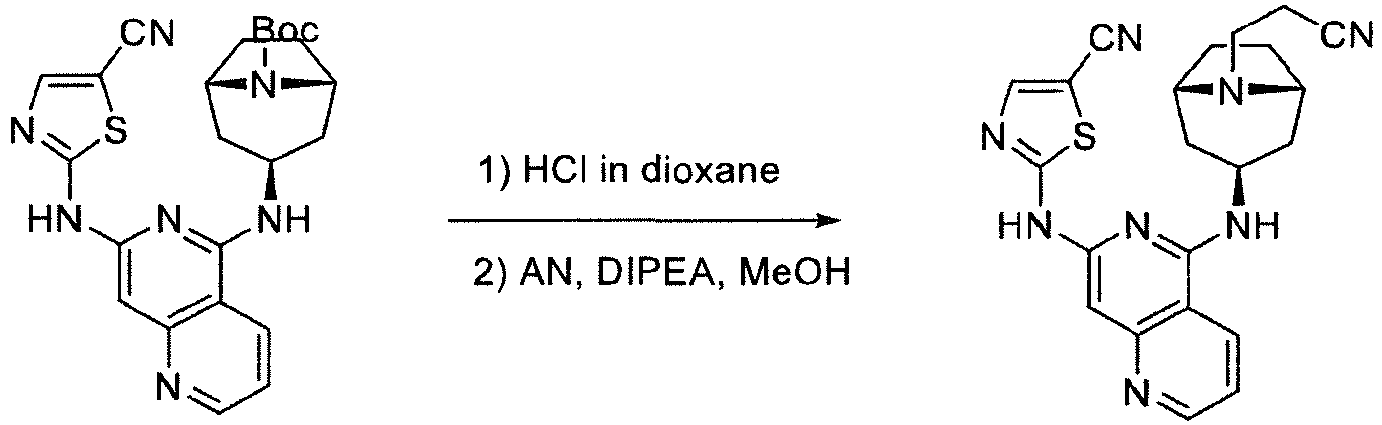 CN
Boc
N
N
S
HN
N
NH
N
1) HCl in dioxane
2) AN, DIPEA, MeOH
CN
CN
N
N
S
HN
N
NH
N